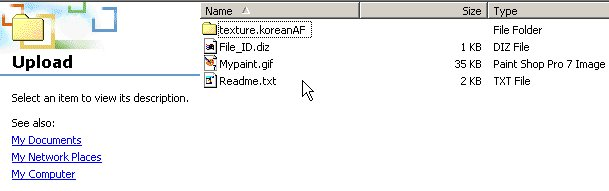 Name Size Type
texture.koreanAF File Folder
File_ID.diz 1 KB DIZ File
Mypaint.gif 35 KB Paint Shop Pro 7 Image
Readme.txt 2 KB TXT File
Upload
Select an item to view its description.
See also:
My Documents
My Network Places
My Computer